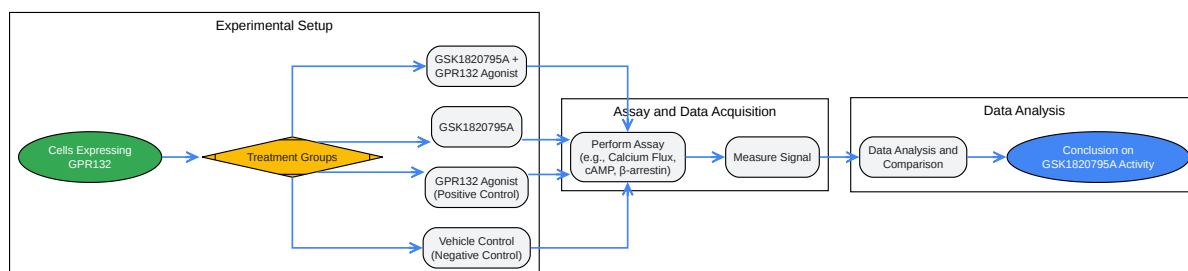 Experimental Setup
Cells Expressing
GPR132
Treatment Groups
GSK1820795A +
GPR132 Agonist
GSK1820795A
GPR132 Agonist
(Positive Control)
Vehicle Control
(Negative Control)
Assay and Data Acquisition
Perform Assay
(e.g., Calcium Flux,
cAMP, β-arrestin)
Measure Signal
Data Analysis
Data Analysis and
Comparison
Conclusion on
GSK1820795A Activity